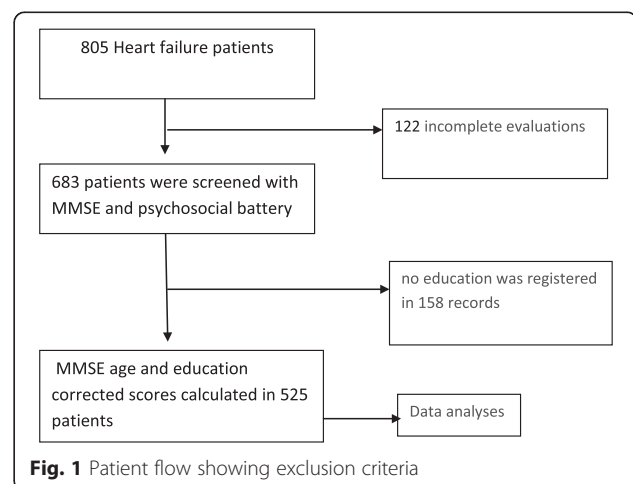 805 Heart failure patients
122 incomplete evaluations
683 patients were screened with
MMSE and psychosocial battery
no education was registered
in 158 records
MMSE age and education
corrected scores calculated in 525
patients
Data analyses
Fig. 1 Patient flow showing exclusion criteria